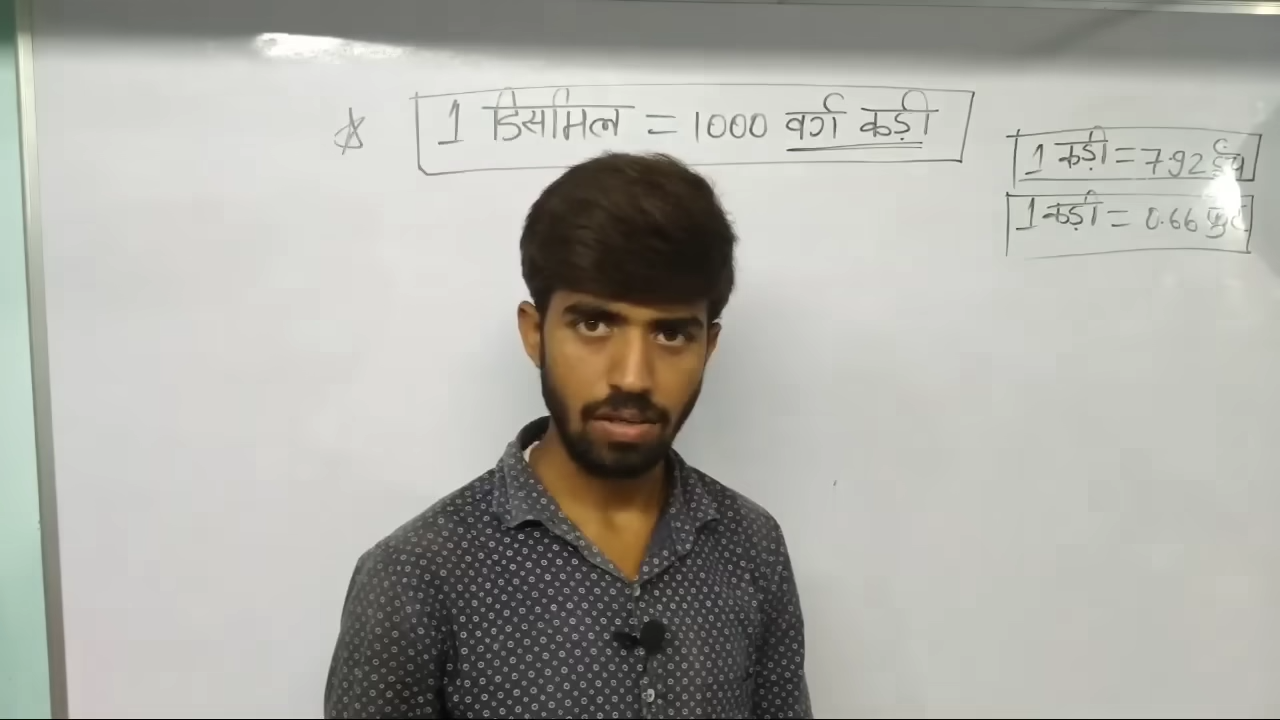 1 डिसमिल = 1000 वर्ग कड़ी
1 कड़ी = 7.92 इंच
1 कड़ी = 0.66 फुट